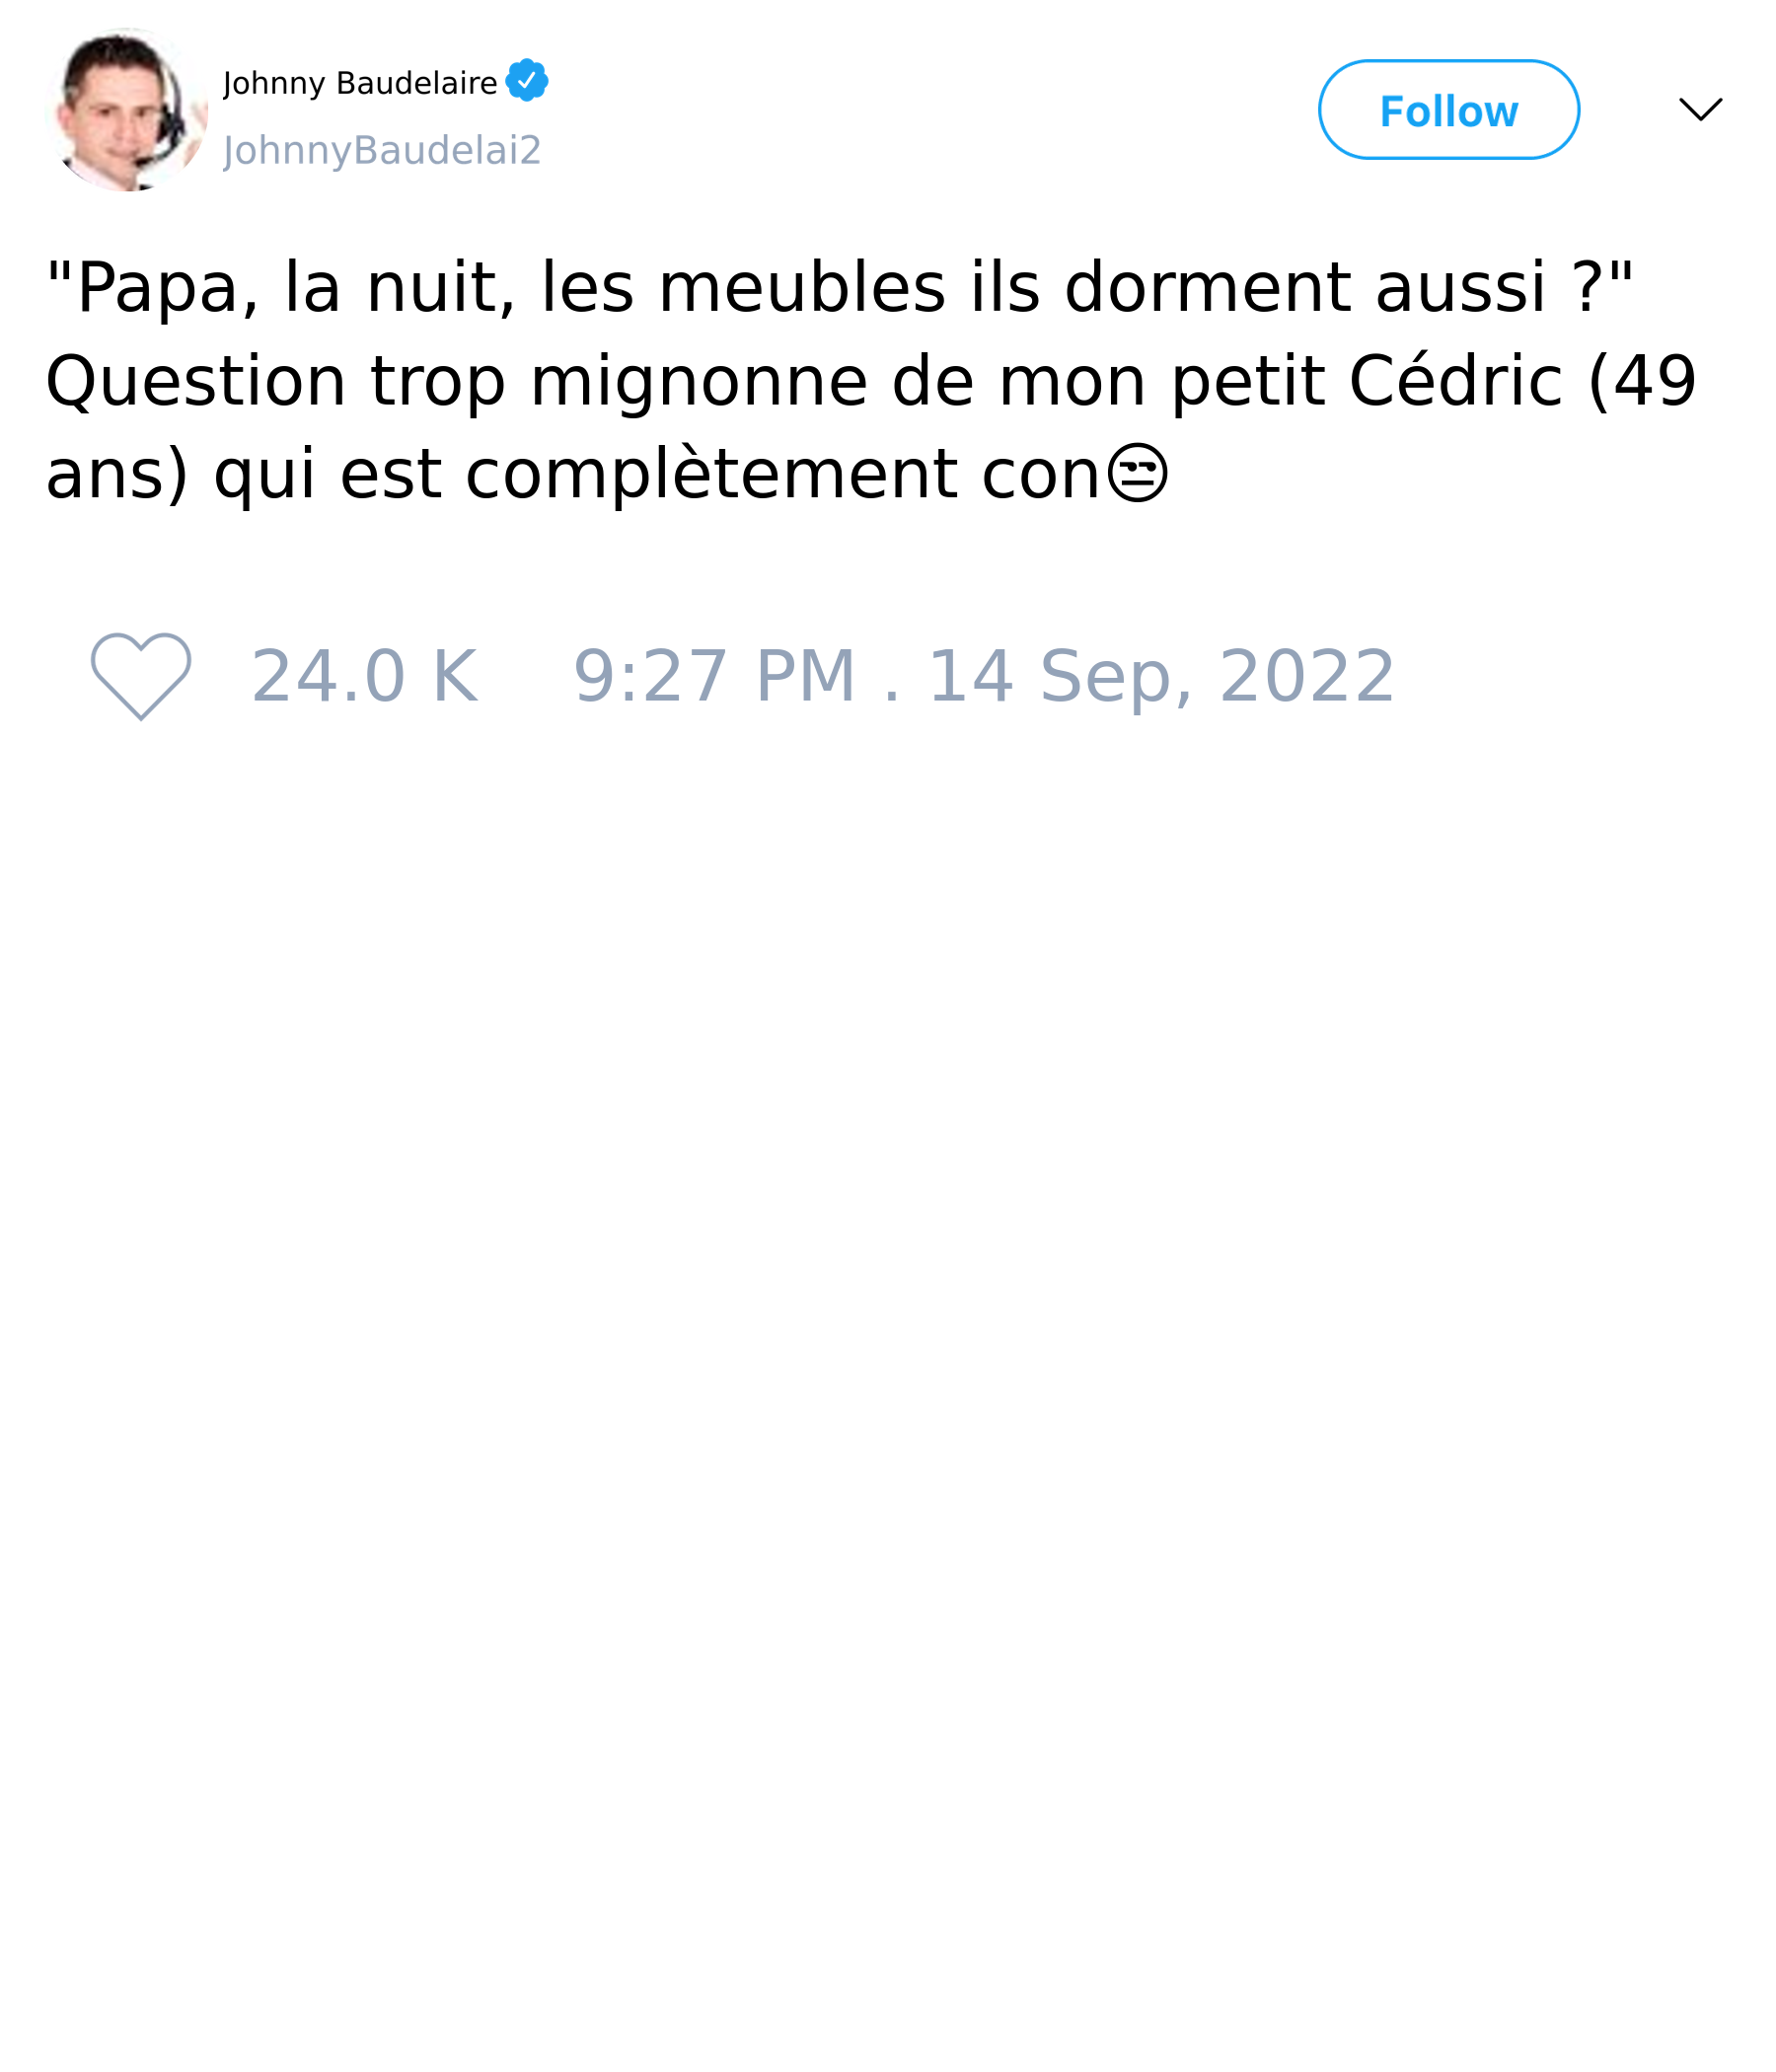 Johnny Baudelaire
JohnnyBaudelai2
Follow
"Papa, la nuit, les meubles ils dorment aussi ?"
Question trop mignonne de mon petit Cédric (49
ans) qui est complètement con😒
24.0 K 9:27 PM . 14 Sep, 2022